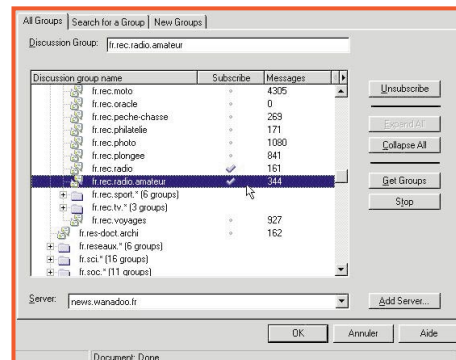 All Groups Search for a Group New Groups
Discussion Group: fr.rec.radio.amateur
Discussion group name Subscribe Messages
fr.rec.moto 4305
fr.rec.oracle 0
fr.rec.peche-chasse 269
fr.rec.philatelie 171
fr.rec.photo 1080
fr.rec.plongee 841
fr.rec.radio 161
fr.rec.radio.amateur 344
fr.rec.sport.* (6 groups)
fr.rec.tv.* (3 groups)
fr.rec.voyages 927
fr.res-doct.archi 162
fr.reseaux.* (6 groups)
fr.sci.* (16 groups)
fr.soc.* (11 groups)
Unsubscribe
Expand All
Collapse All
Get Groups
Stop
Server: news.wanadoo.fr Add Server...
OK Annuler Aide
Document: Done